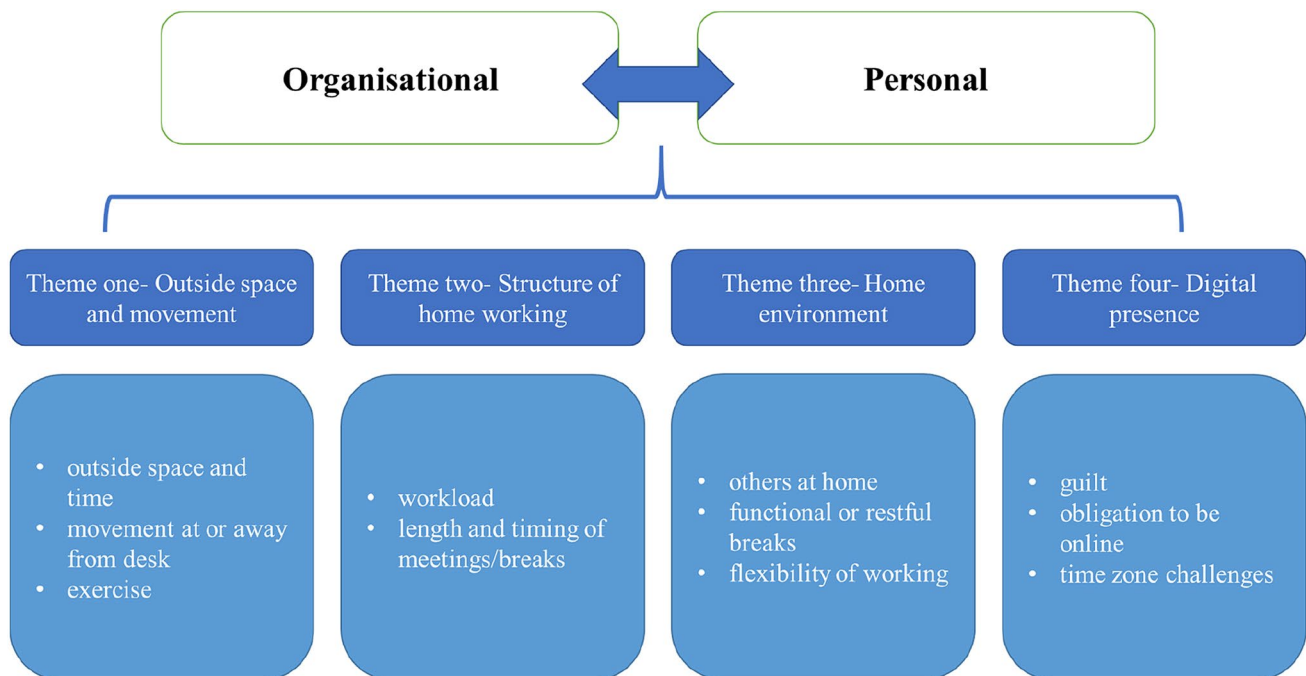 Organisational
Personal
Theme one- Outside space
and movement
Theme two- Structure of
home working
Theme three- Home
environment
Theme four- Digital
presence
• outside space and
time
• movement at or away
from desk
• exercise
• workload
• length and timing of
meetings/breaks
• others at home
• functional or restful
breaks
• flexibility of working
• guilt
• obligation to be
online
• time zone challenges